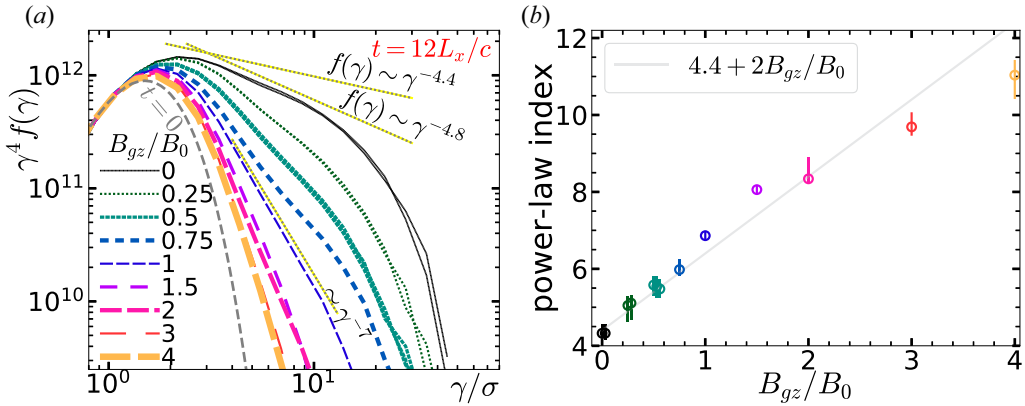 (a)
t = 12L_x/c
γ^4 f(γ)
10^12
10^11
10^10
f(γ) ~ γ^−4.4
f(γ) ~ γ^−4.8
t = 0
~ γ^−7
B_gz/B_0
0
0.25
0.5
0.75
1
1.5
2
3
4
10^0
10^1
γ/σ
(b)
4.4 + 2B_gz/B_0
power-law index
12
10
8
6
4
0
1
2
3
4
B_gz/B_0